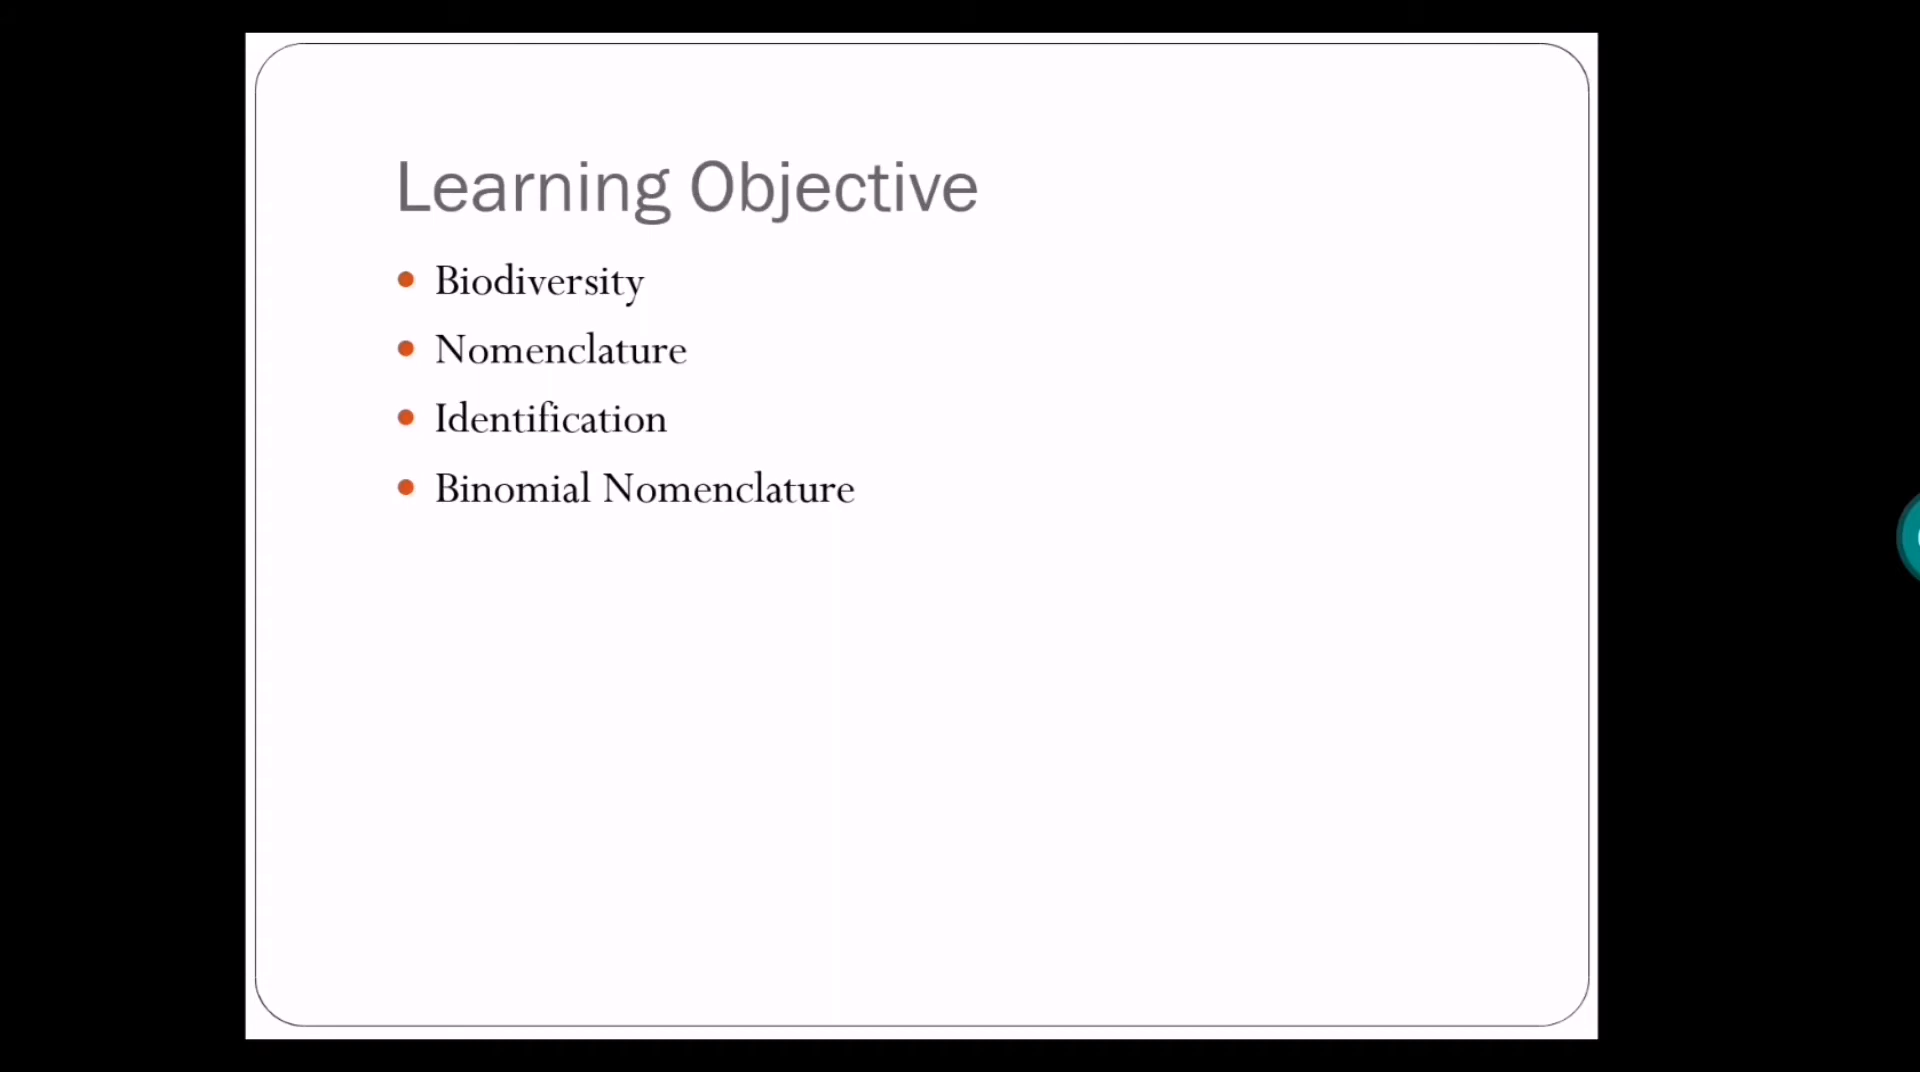 Learning Objective
Biodiversity
Nomenclature
Identification
Binomial Nomenclature